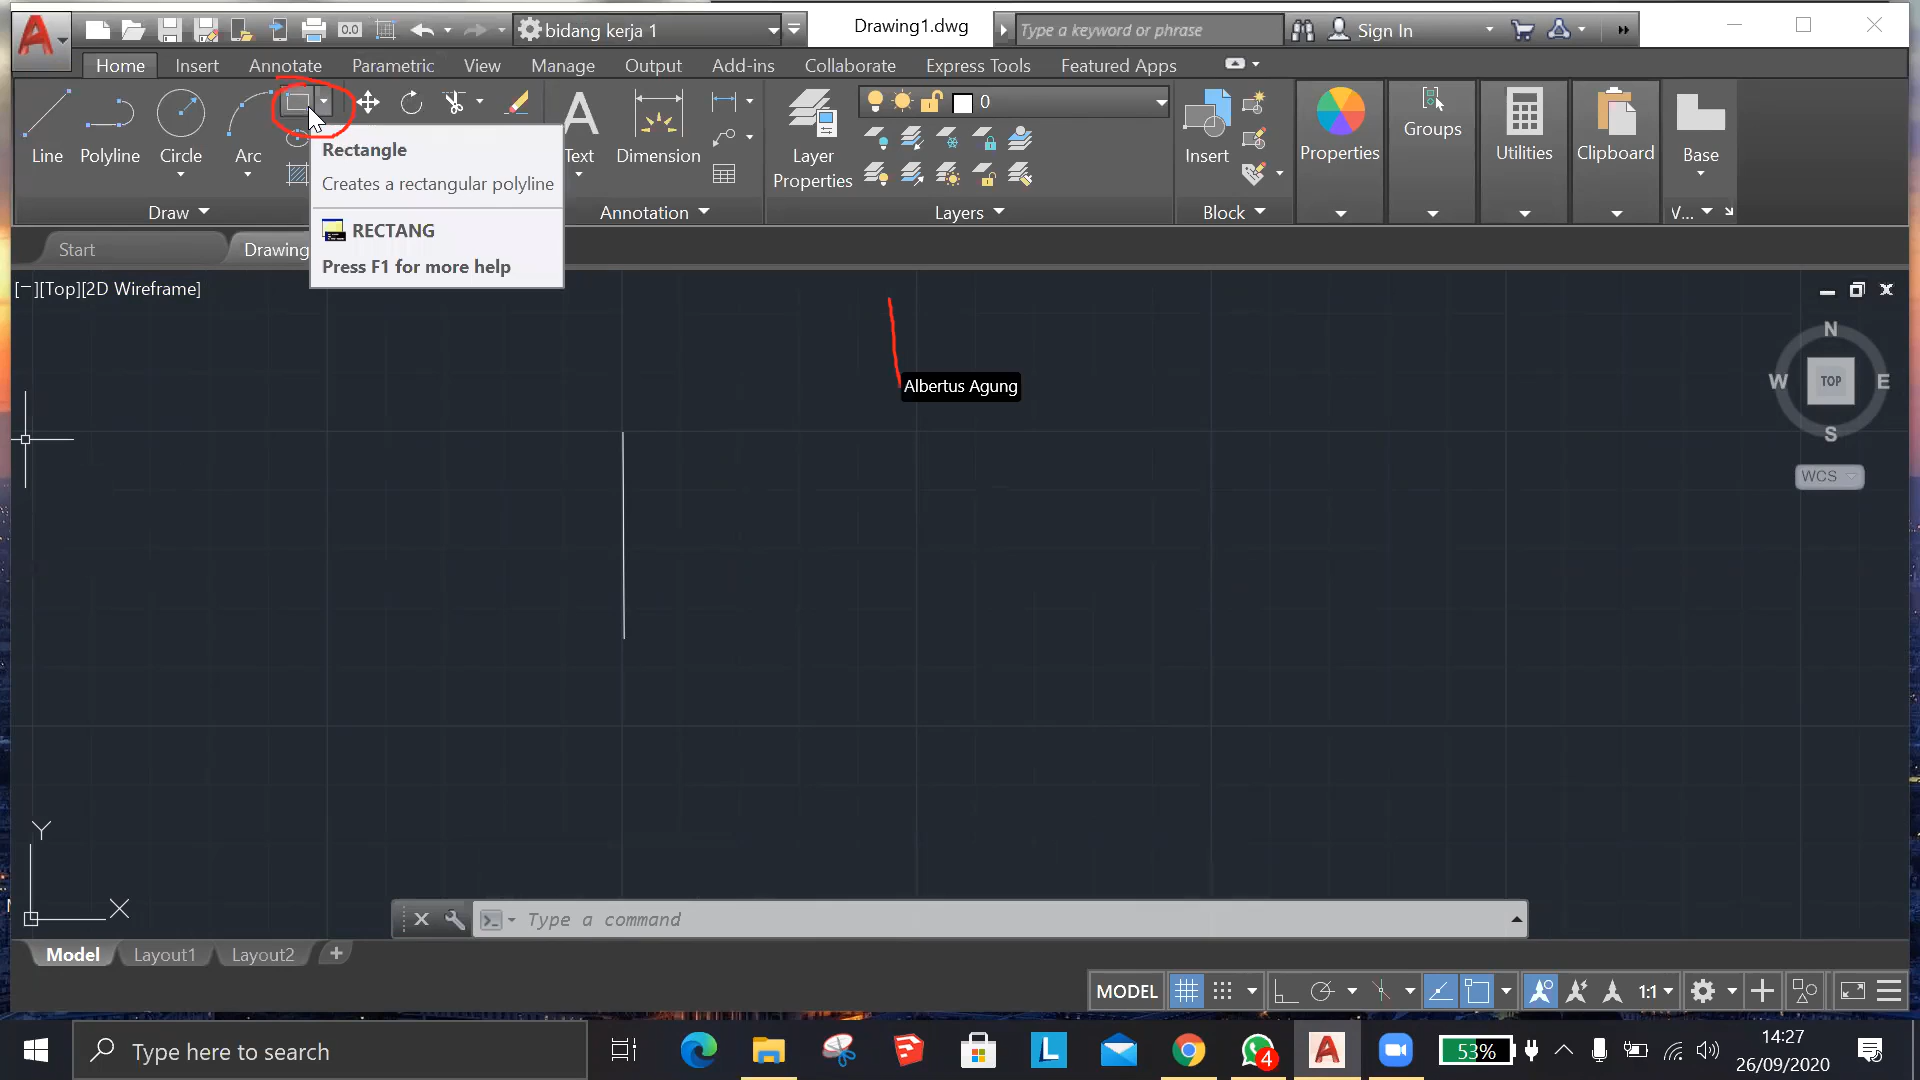 bidang kerja 1
Drawing1.dwg
Type a keyword or phrase
Sign In
Home Insert Annotate Parametric View Manage Output Add-ins Collaborate Express Tools Featured Apps
0
Line Polyline Circle Arc
Text Dimension
Layer Properties
Insert
Properties
Groups
Utilities
Clipboard
Base
Rectangle
Creates a rectangular polyline
RECTANG
Press F1 for more help
Draw
Annotation
Layers
Block
V...
Start
Drawing
[−][Top][2D Wireframe]
Albertus Agung
N
W TOP E
S
WCS
Y
X
Type a command
Model Layout1 Layout2
MODEL
1:1
Type here to search
4
53%
14:27
26/09/2020